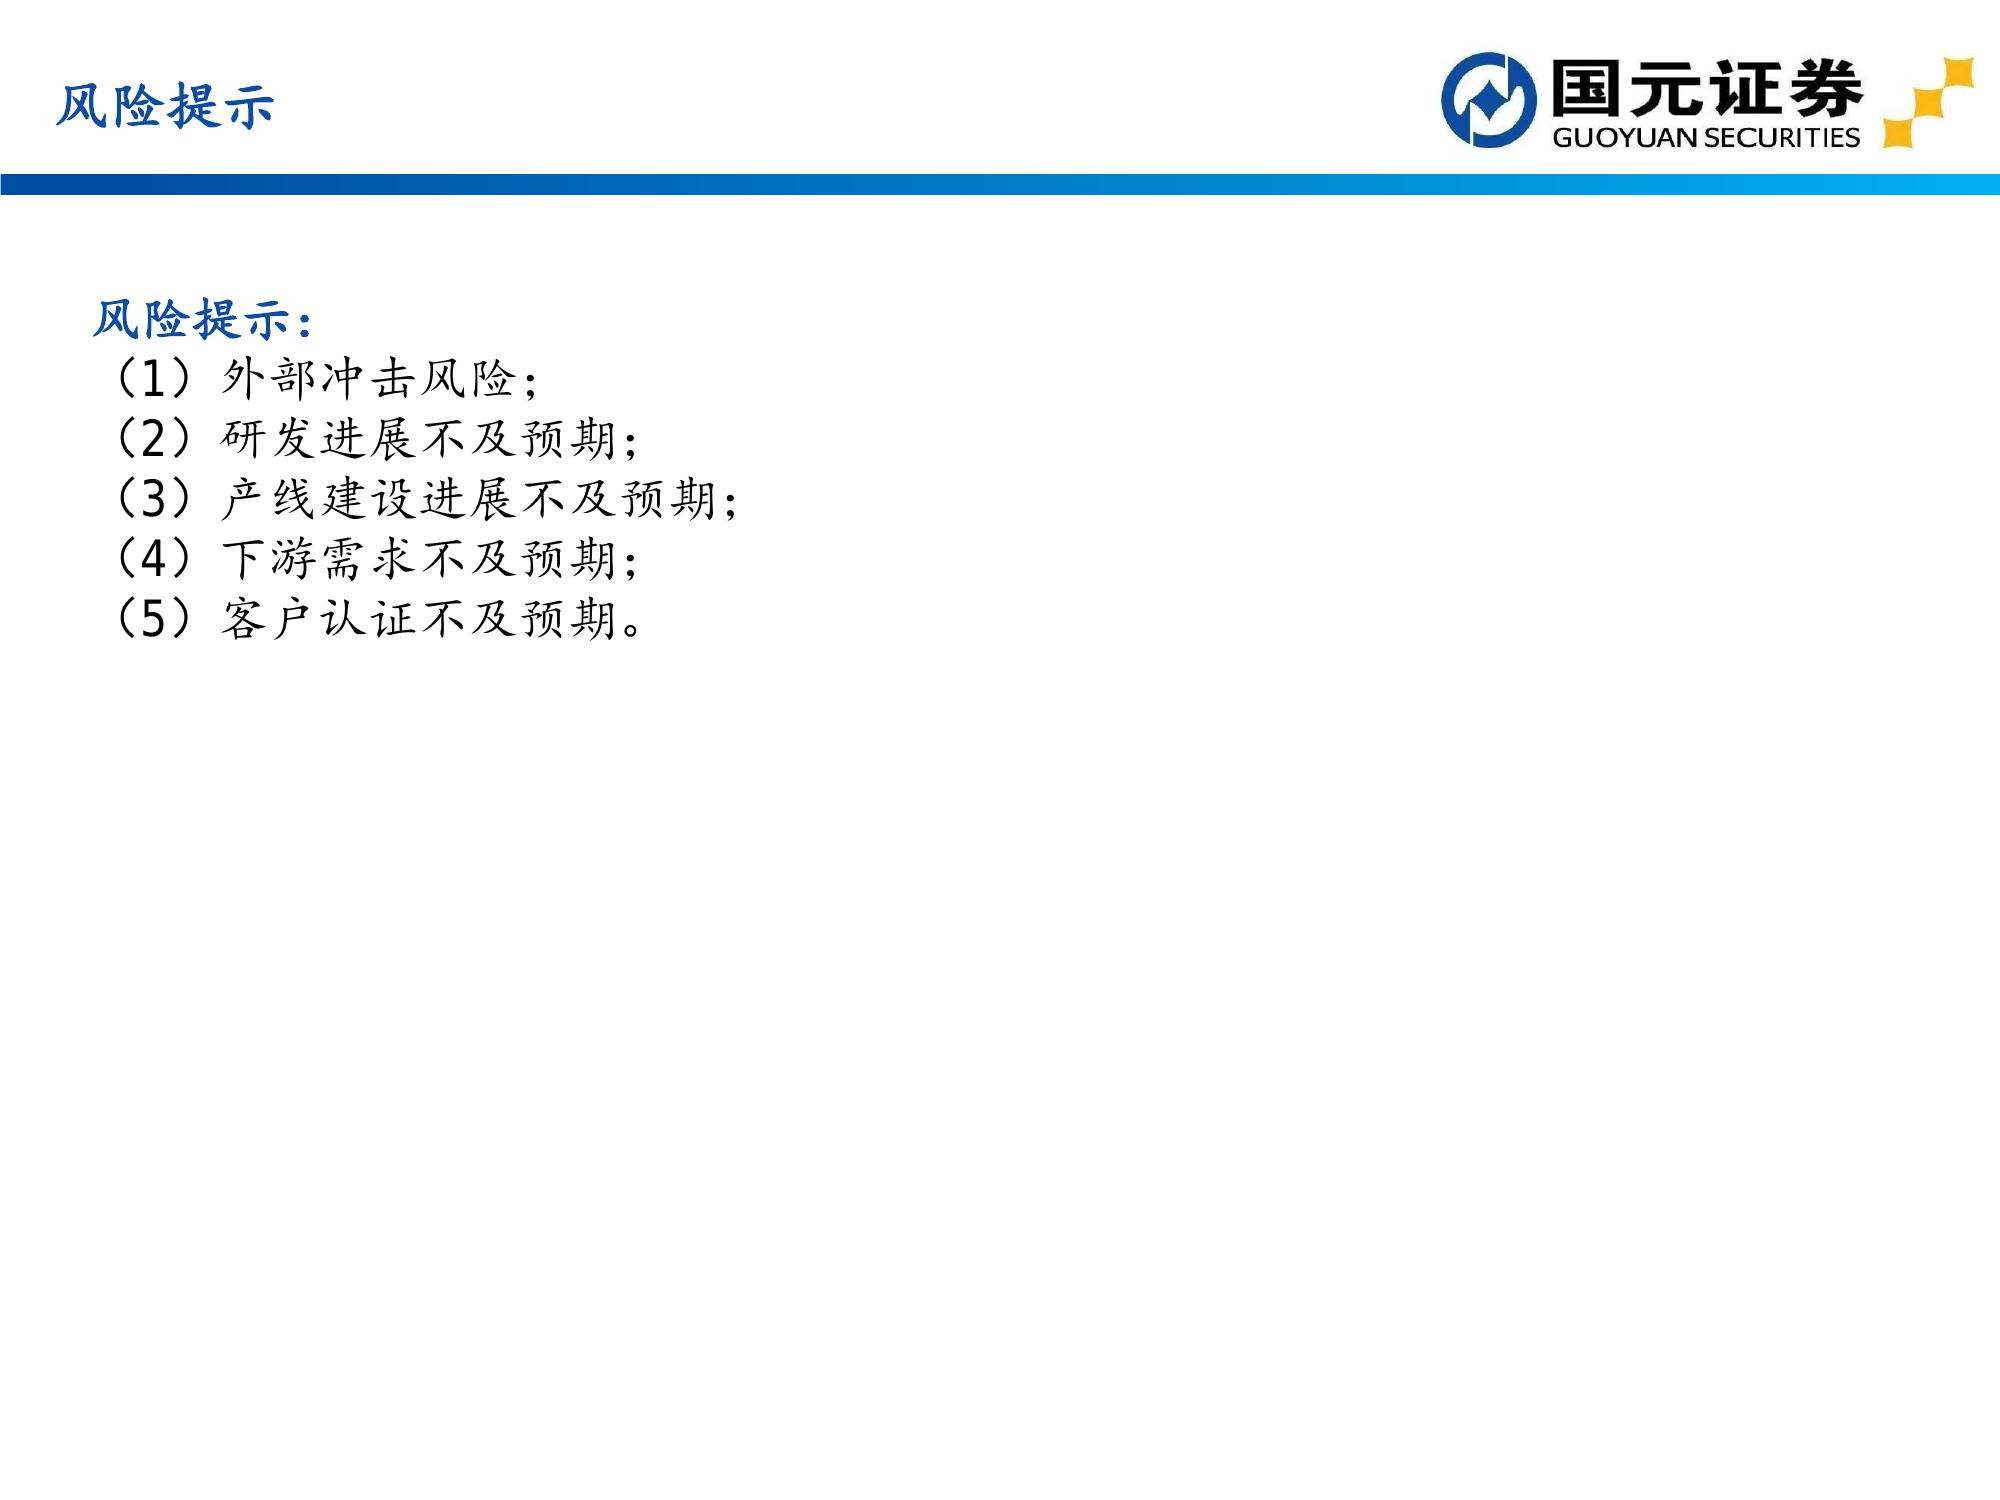 风险提示
国元证券
GUOYUAN SECURITIES
风险提示：
（1）外部冲击风险；
（2）研发进展不及预期；
（3）产线建设进展不及预期；
（4）下游需求不及预期；
（5）客户认证不及预期。